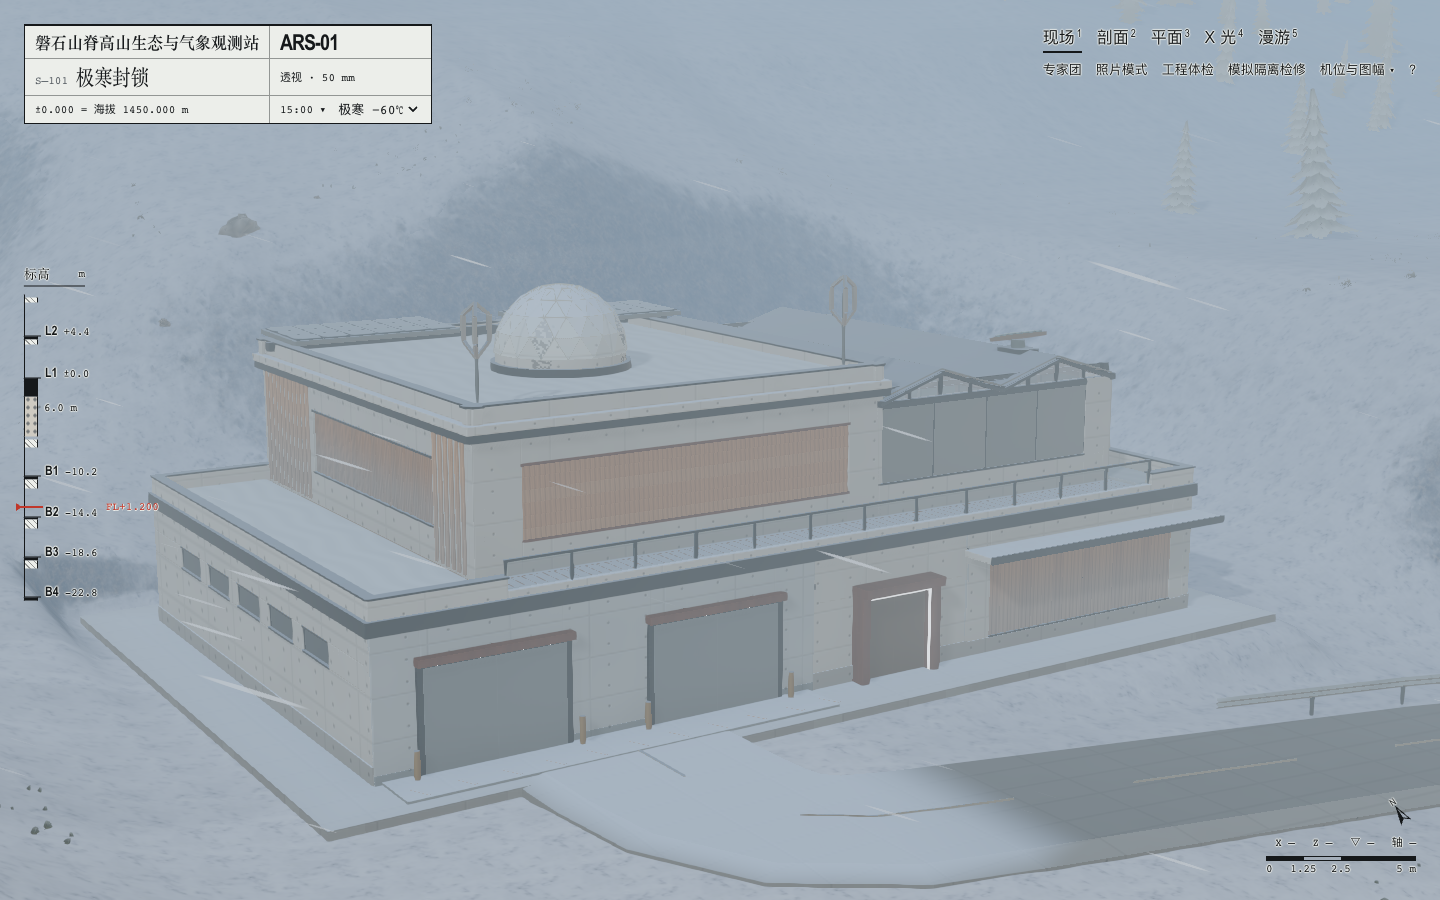 磐石山脊高山生态与气象观测站 ARS-01
S-101 极寒封锁 透视 · 50 mm
±0.000 = 海拔 1450.000 m 15:00 ▾ 极寒 −60℃
现场1 剖面2 平面3 X 光4 漫游5
专家团 照片模式 工程体检 模拟隔离检修 机位与图幅 ▾ ?
标高 m
L2 +4.4
L1 ±0.0
6.0 m
B1 −10.2
B2 −14.4 FL+1.200
B3 −18.6
B4 −22.8
N
x — z — ▽ — 轴 —
0 1.25 2.5 5 m